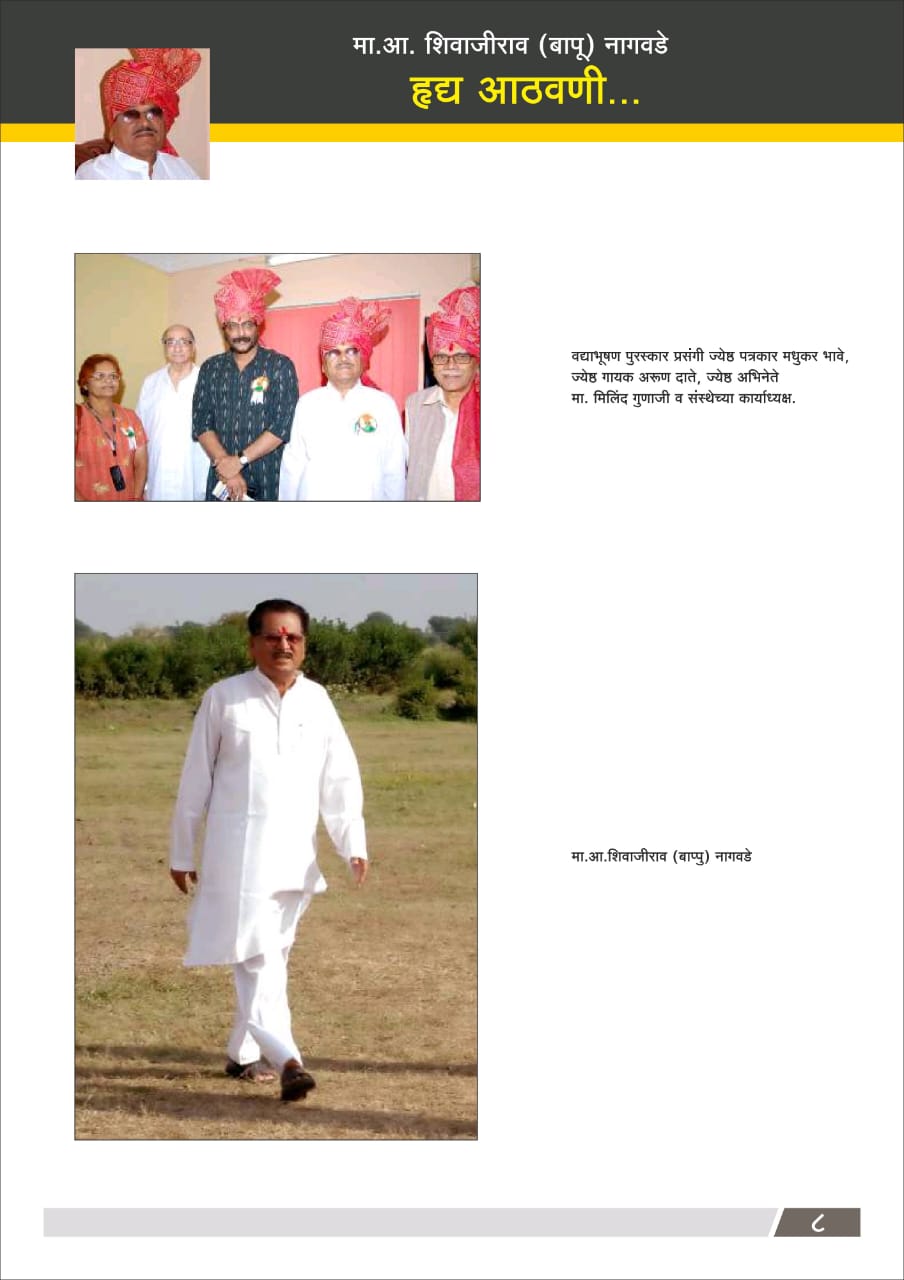 मा.आ. शिवाजीराव (बापू) नागवडे
हृद्य आठवणी...
वद्याभूषण पुरस्कार प्रसंगी ज्येष्ठ पत्रकार मधुकर भावे,
ज्येष्ठ गायक अरूण दाते, ज्येष्ठ अभिनेते
मा. मिलिंद गुणाजी व संस्थेच्या कार्याध्यक्ष.
मा.आ.शिवाजीराव (बाप्पु) नागवडे
८